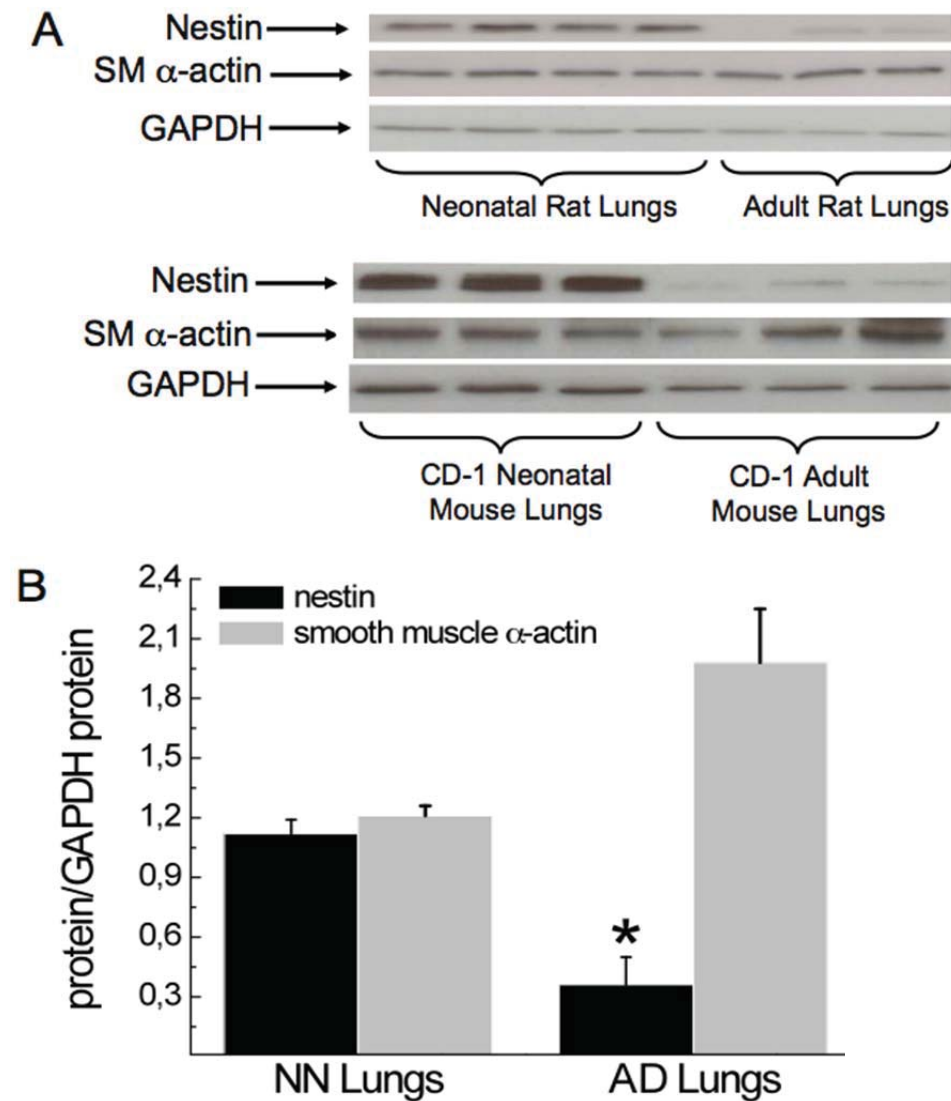 A
Nestin
SM α-actin
GAPDH
Neonatal Rat Lungs Adult Rat Lungs
Nestin
SM α-actin
GAPDH
CD-1 Neonatal
Mouse Lungs
CD-1 Adult
Mouse Lungs
B
protein/GAPDH protein
2,4
2,1
1,8
1,5
1,2
0,9
0,6
0,3
nestin
smooth muscle α-actin
*
NN Lungs AD Lungs